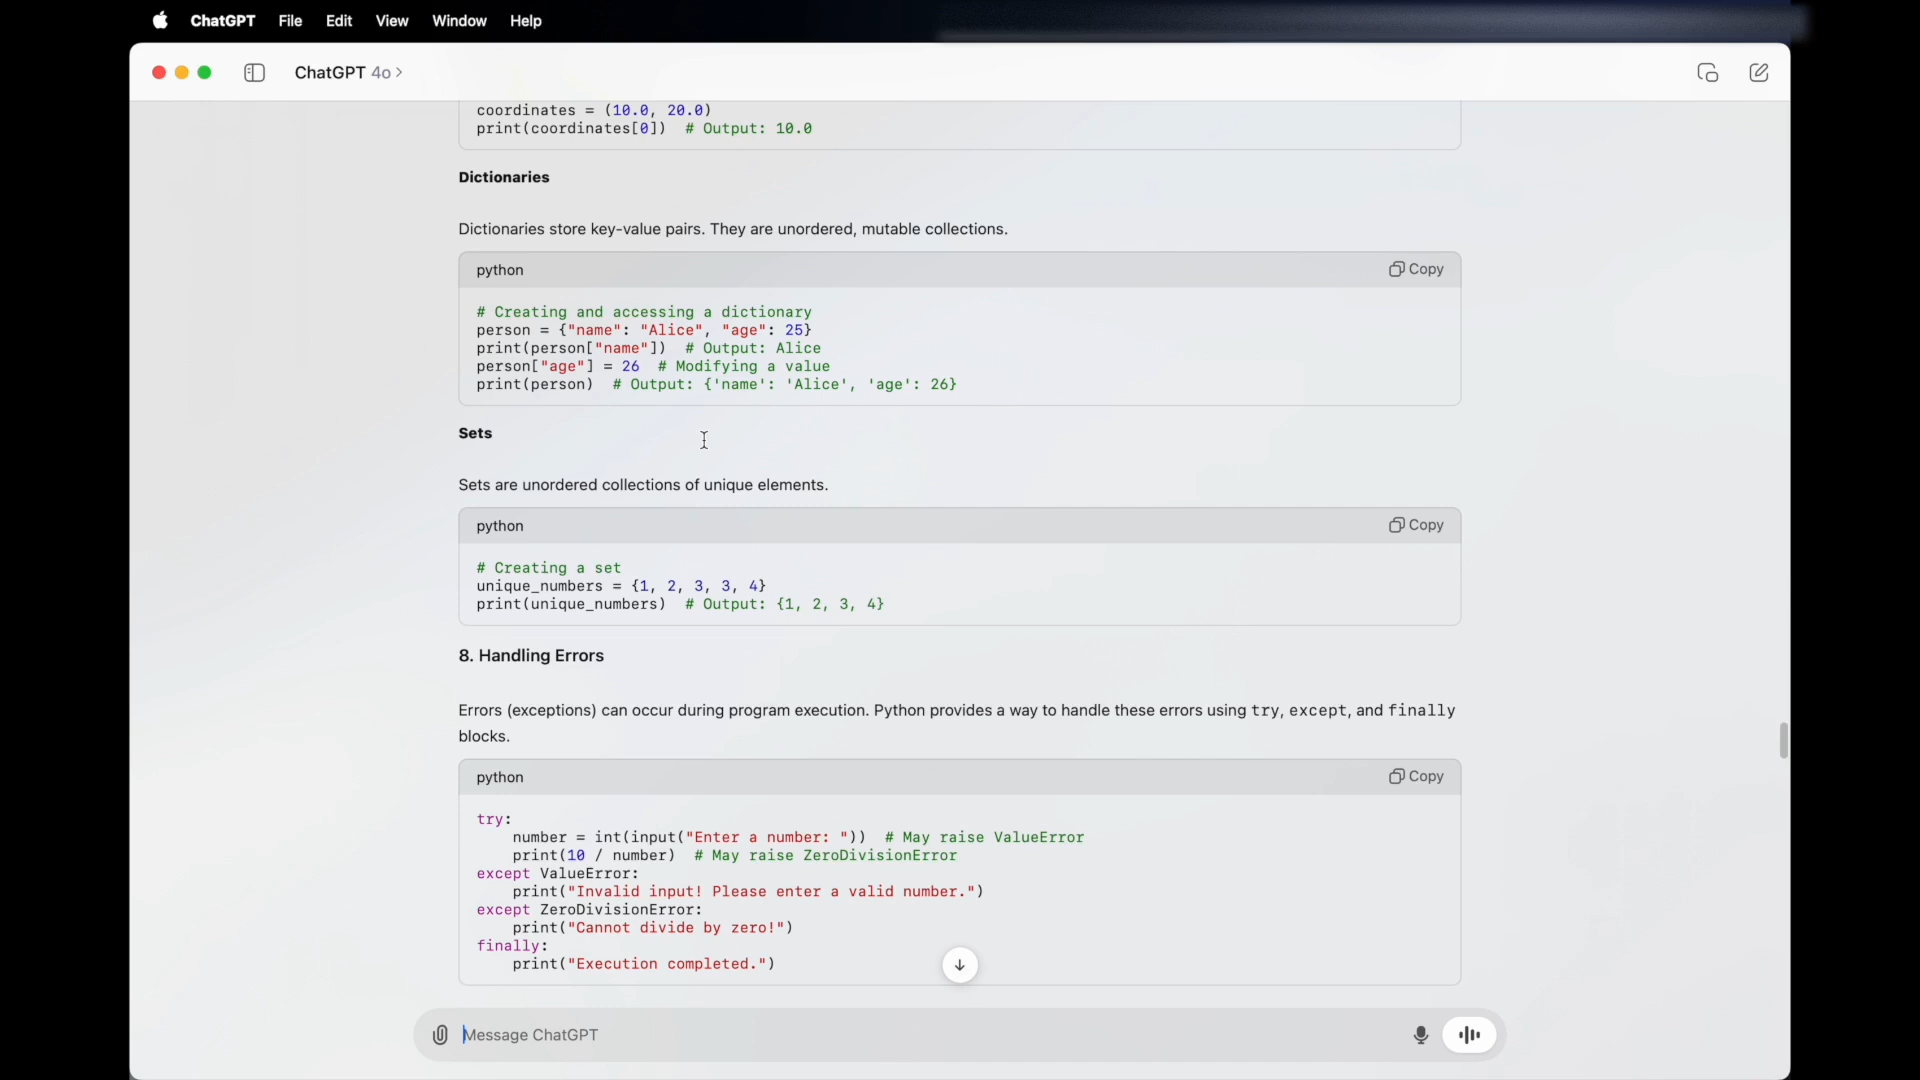 ChatGPT File Edit View Window Help
ChatGPT 4o >
coordinates = (10.0, 20.0)
print(coordinates[0])  # Output: 10.0
Dictionaries
Dictionaries store key-value pairs. They are unordered, mutable collections.
python Copy
# Creating and accessing a dictionary
person = {"name": "Alice", "age": 25}
print(person["name"])  # Output: Alice
person["age"] = 26  # Modifying a value
print(person)  # Output: {'name': 'Alice', 'age': 26}
Sets
Sets are unordered collections of unique elements.
python Copy
# Creating a set
unique_numbers = {1, 2, 3, 3, 4}
print(unique_numbers)  # Output: {1, 2, 3, 4}
8. Handling Errors
Errors (exceptions) can occur during program execution. Python provides a way to handle these errors using try, except, and finally
blocks.
python Copy
try:
    number = int(input("Enter a number: "))  # May raise ValueError
    print(10 / number)  # May raise ZeroDivisionError
except ValueError:
    print("Invalid input! Please enter a valid number.")
except ZeroDivisionError:
    print("Cannot divide by zero!")
finally:
    print("Execution completed.")
Message ChatGPT